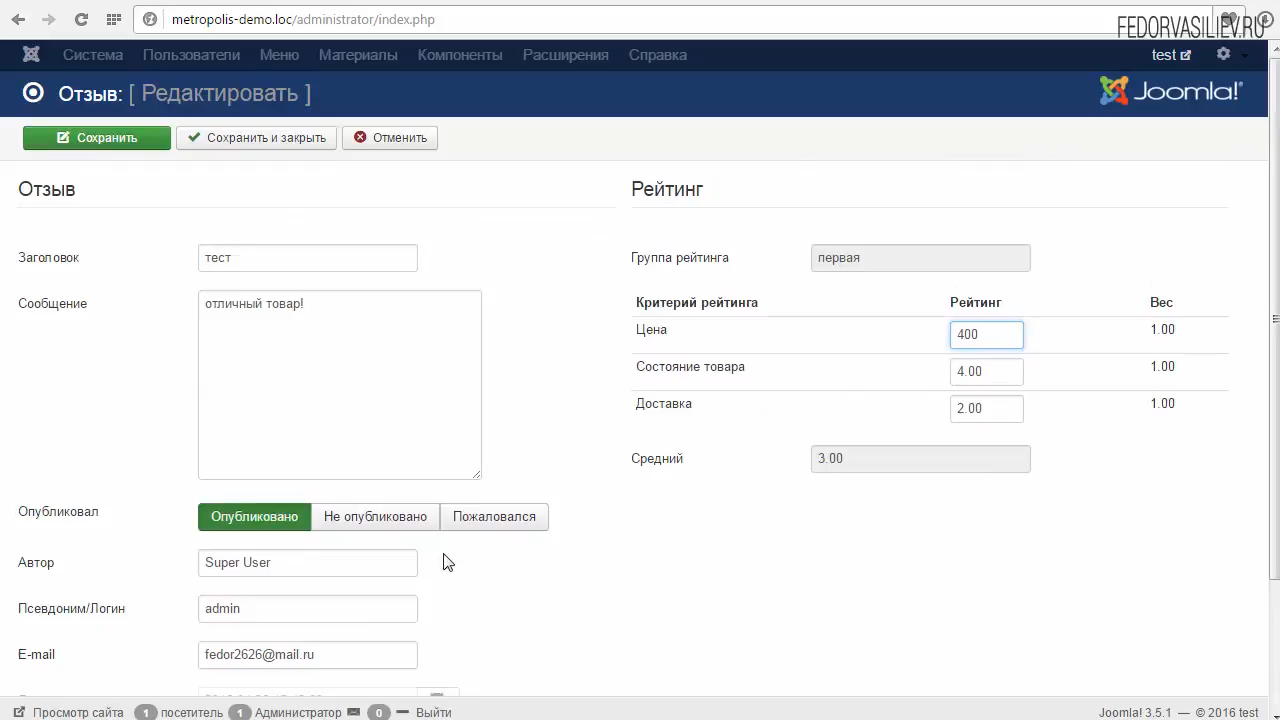 metropolis-demo.loc/administrator/index.php
FEDORVASILIEV.RU
Система Пользователи Меню Материалы Компоненты Расширения Справка test
Отзыв: [ Редактировать ]
Joomla!®
Сохранить Сохранить и закрыть Отменить
Отзыв
Рейтинг
Заголовок тест
Группа рейтинга первая
Сообщение отличный товар!
Критерий рейтинга Рейтинг Вес
Цена 400 1.00
Состояние товара 4.00 1.00
Доставка 2.00 1.00
Средний 3.00
Опубликовал Опубликовано Не опубликовано Пожаловался
Автор Super User
Псевдоним/Логин admin
E-mail fedor2626@mail.ru
Просмотр сайта 1 посетитель 1 Администратор 0 Выйти
Joomla! 3.5.1 — © 2016 test